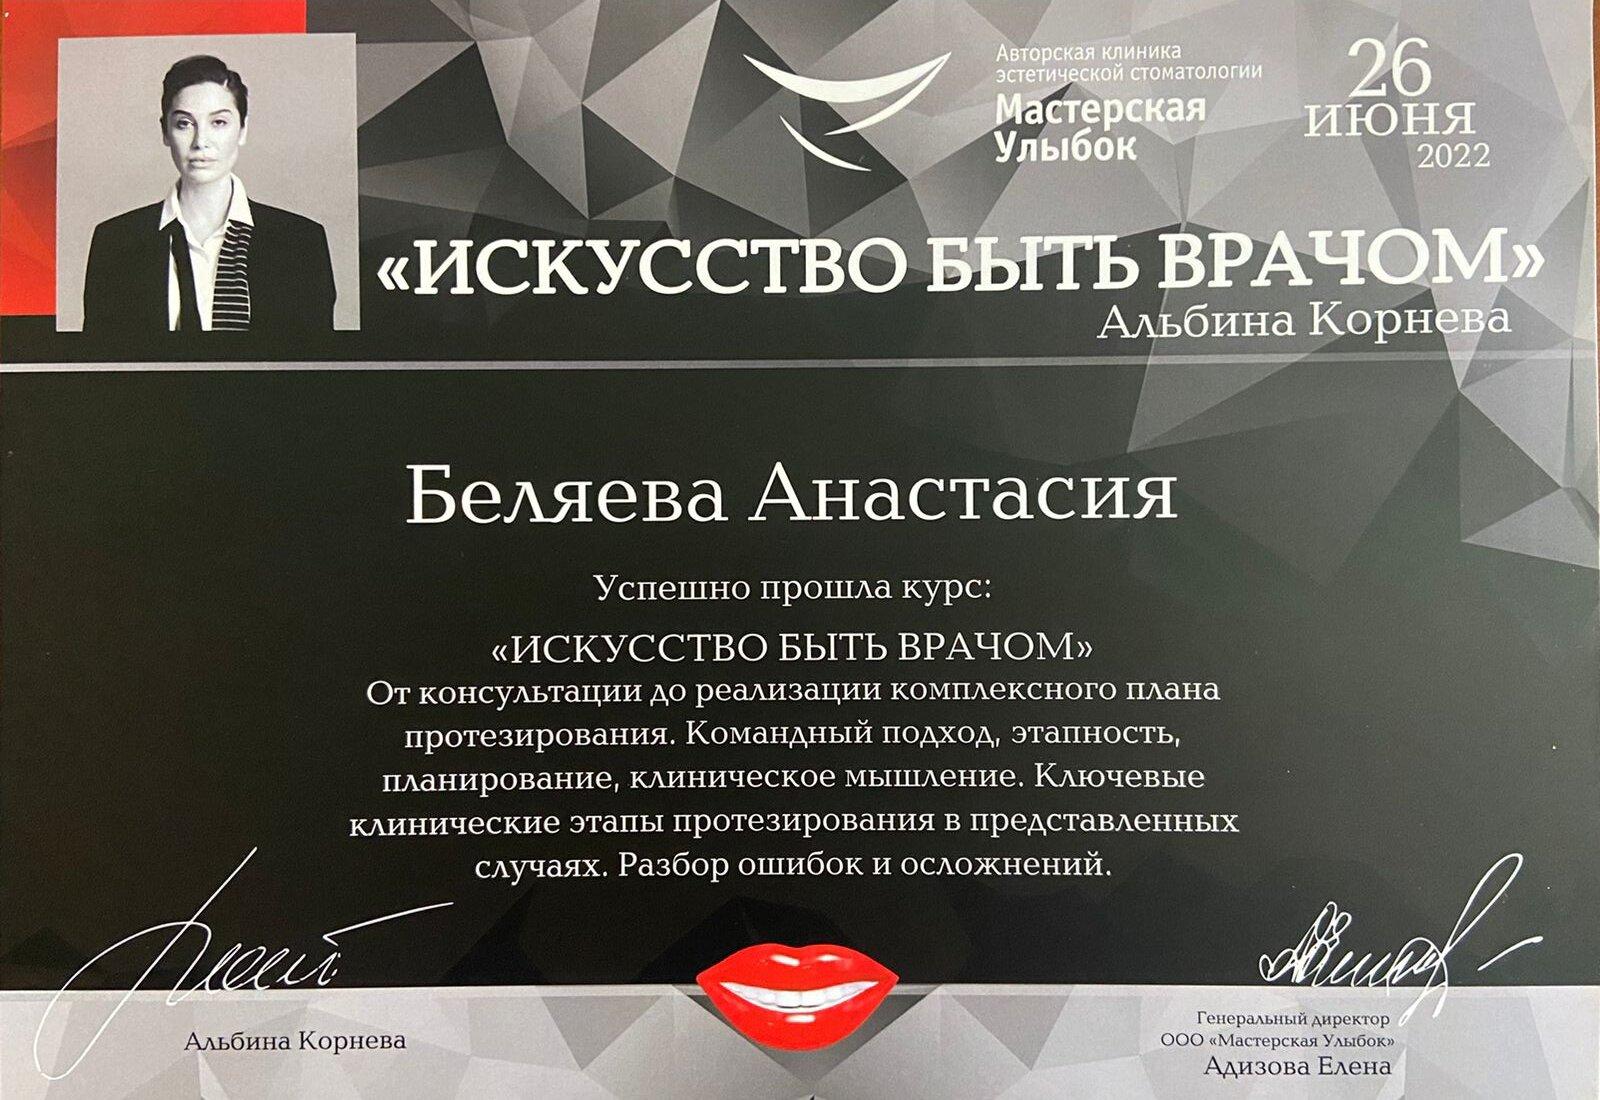 Авторская клиника
эстетической стоматологии
Мастерская
Улыбок
26
ИЮНЯ
2022
«ИСКУССТВО БЫТЬ ВРАЧОМ»
Альбина Корнева
Беляева Анастасия
Успешно прошла курс:
«ИСКУССТВО БЫТЬ ВРАЧОМ»
От консультации до реализации комплексного плана
протезирования. Командный подход, этапность,
планирование, клиническое мышление. Ключевые
клинические этапы протезирования в представленных
случаях. Разбор ошибок и осложнений.
Альбина Корнева
Генеральный директор
ООО «Мастерская Улыбок»
Адизова Елена